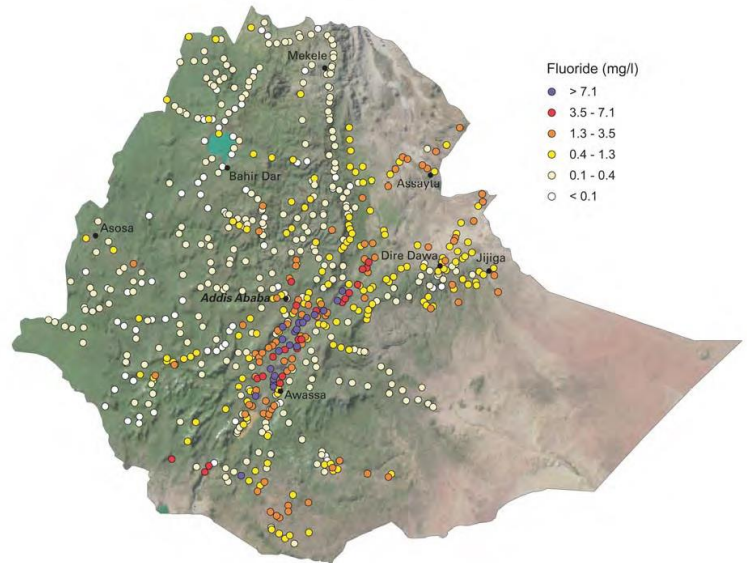 Mekele
Fluoride (mg/l)
> 7.1
3.5 - 7.1
1.3 - 3.5
0.4 - 1.3
0.1 - 0.4
< 0.1
Bahir Dar
Assayta
Asosa
Dire Dawa
Jijiga
Addis Ababa
Awassa